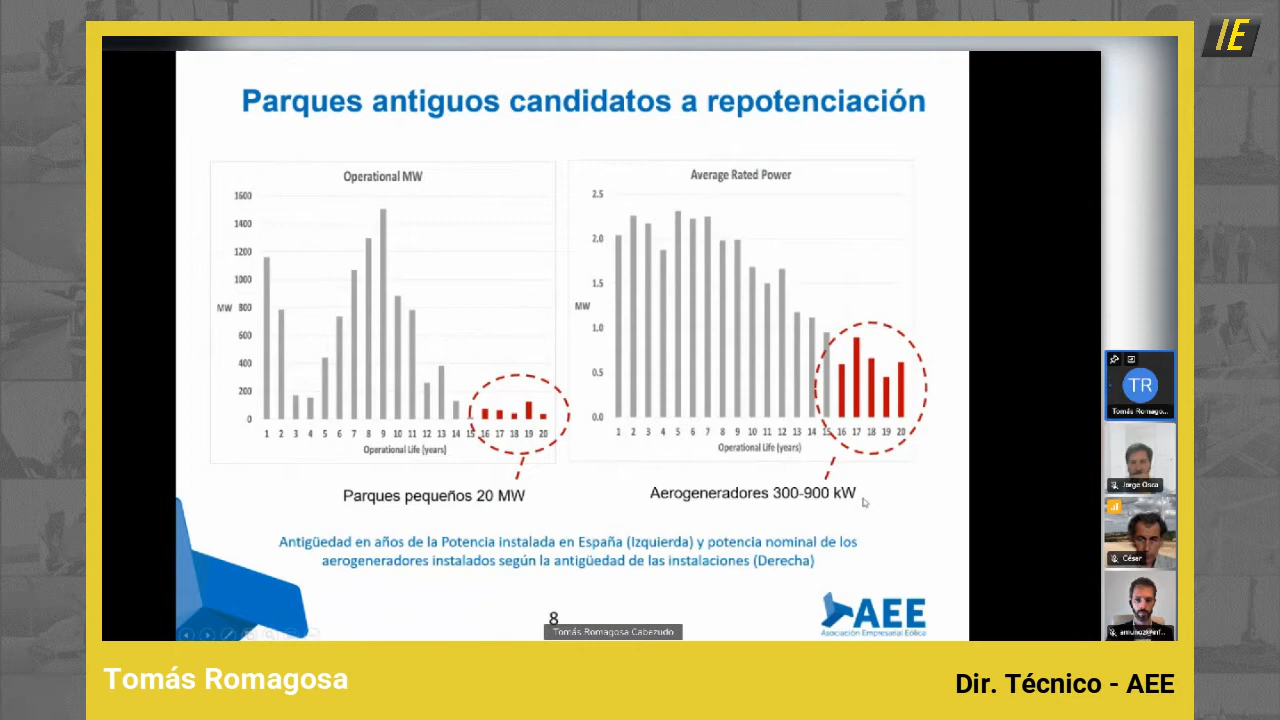 IE
Parques antiguos candidatos a repotenciación
Operational MW
1600
1400
1200
1000
MW 800
600
400
200
0
1 2 3 4 5 6 7 8 9 10 11 12 13 14 15 16 17 18 19 20
Operational Life (years)
Average Rated Power
2.5
2.0
1.5
MW
1.0
0.5
0.0
1 2 3 4 5 6 7 8 9 10 11 12 13 14 15 16 17 18 19 20
Operational Life (years)
Parques pequeños 20 MW
Aerogeneradores 300-900 kW
Antigüedad en años de la Potencia instalada en España (Izquierda) y potencia nominal de los
aerogeneradores instalados según la antigüedad de las instalaciones (Derecha)
8
AEE
Asociación Empresarial Eólica
Tomás Romagosa Cabezudo
TR
Tomás Romago...
Jorge Osca
César
amunoz@inf...
Tomás Romagosa
Dir. Técnico - AEE